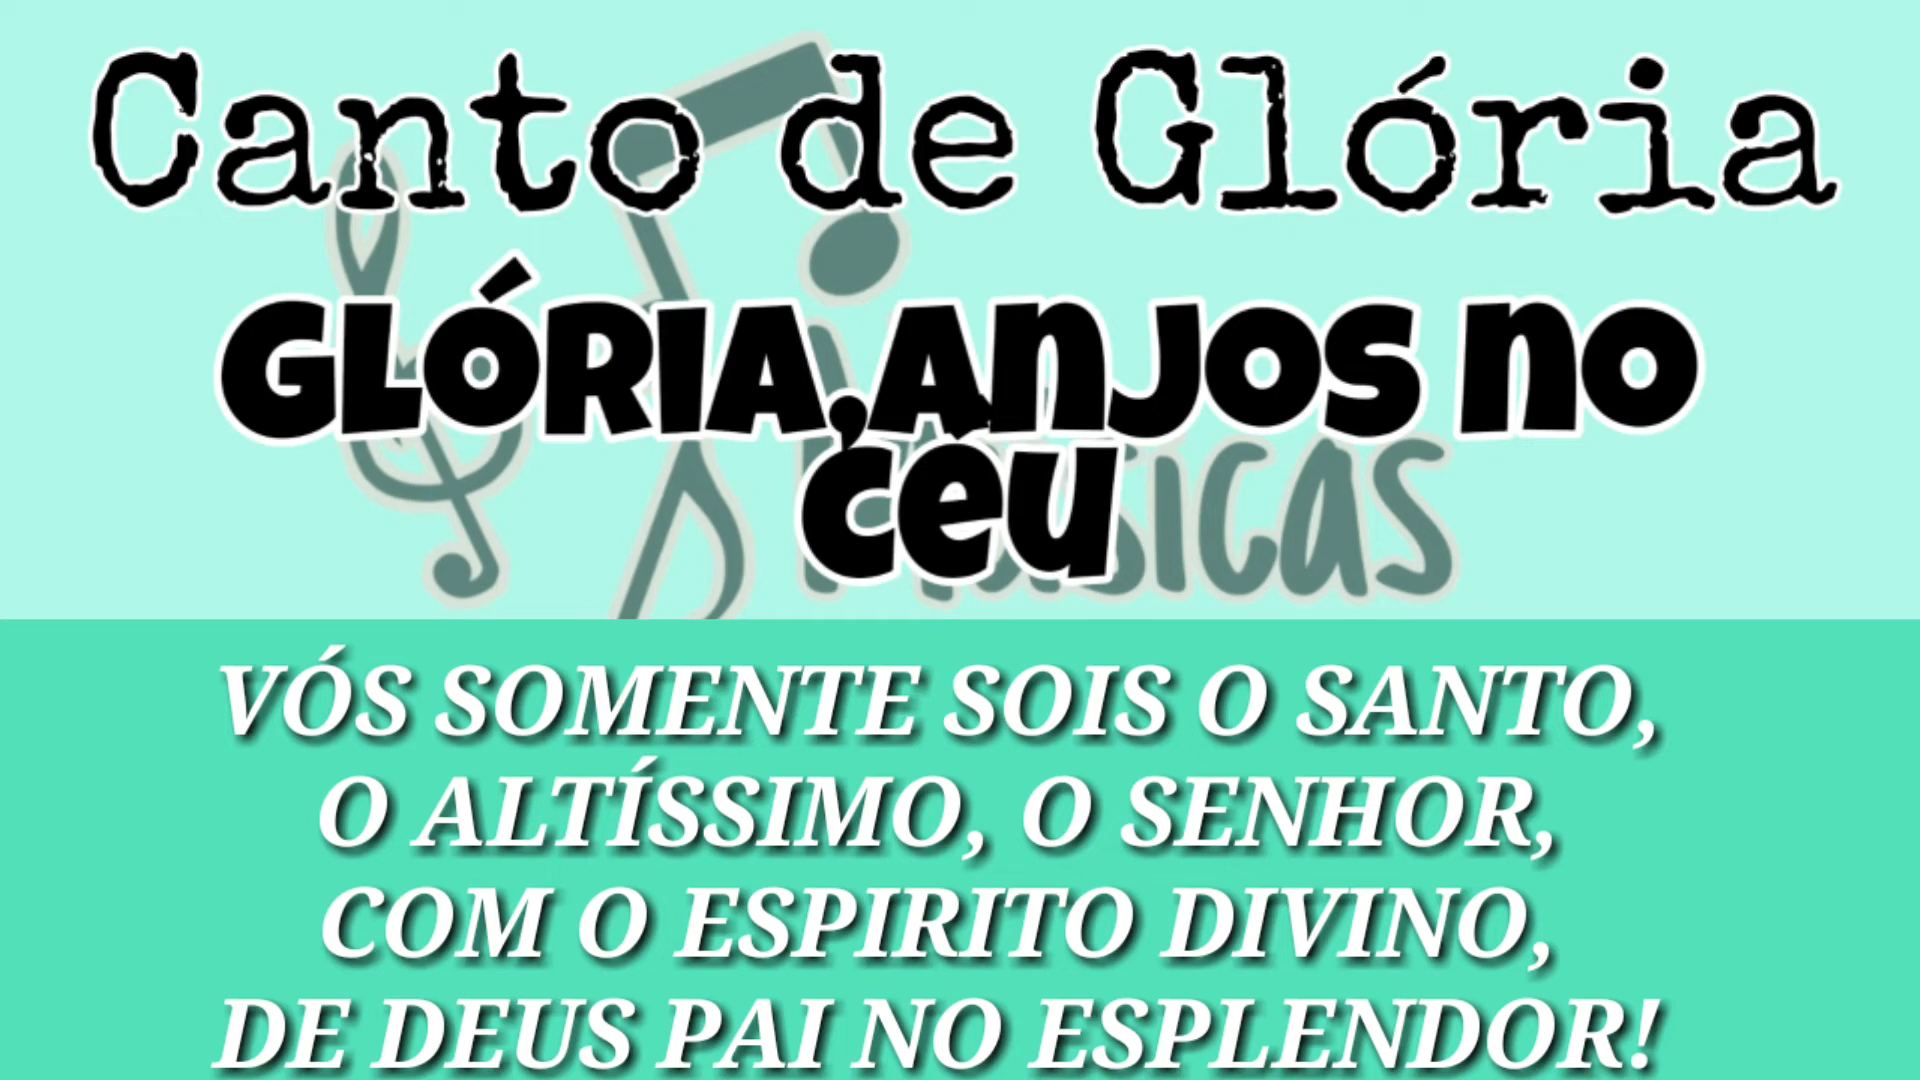 Canto de Glória
GLÓRIA,ANJOS NO
CÉU
Músicas
VÓS SOMENTE SOIS O SANTO,
O ALTÍSSIMO, O SENHOR,
COM O ESPIRITO DIVINO,
DE DEUS PAI NO ESPLENDOR!